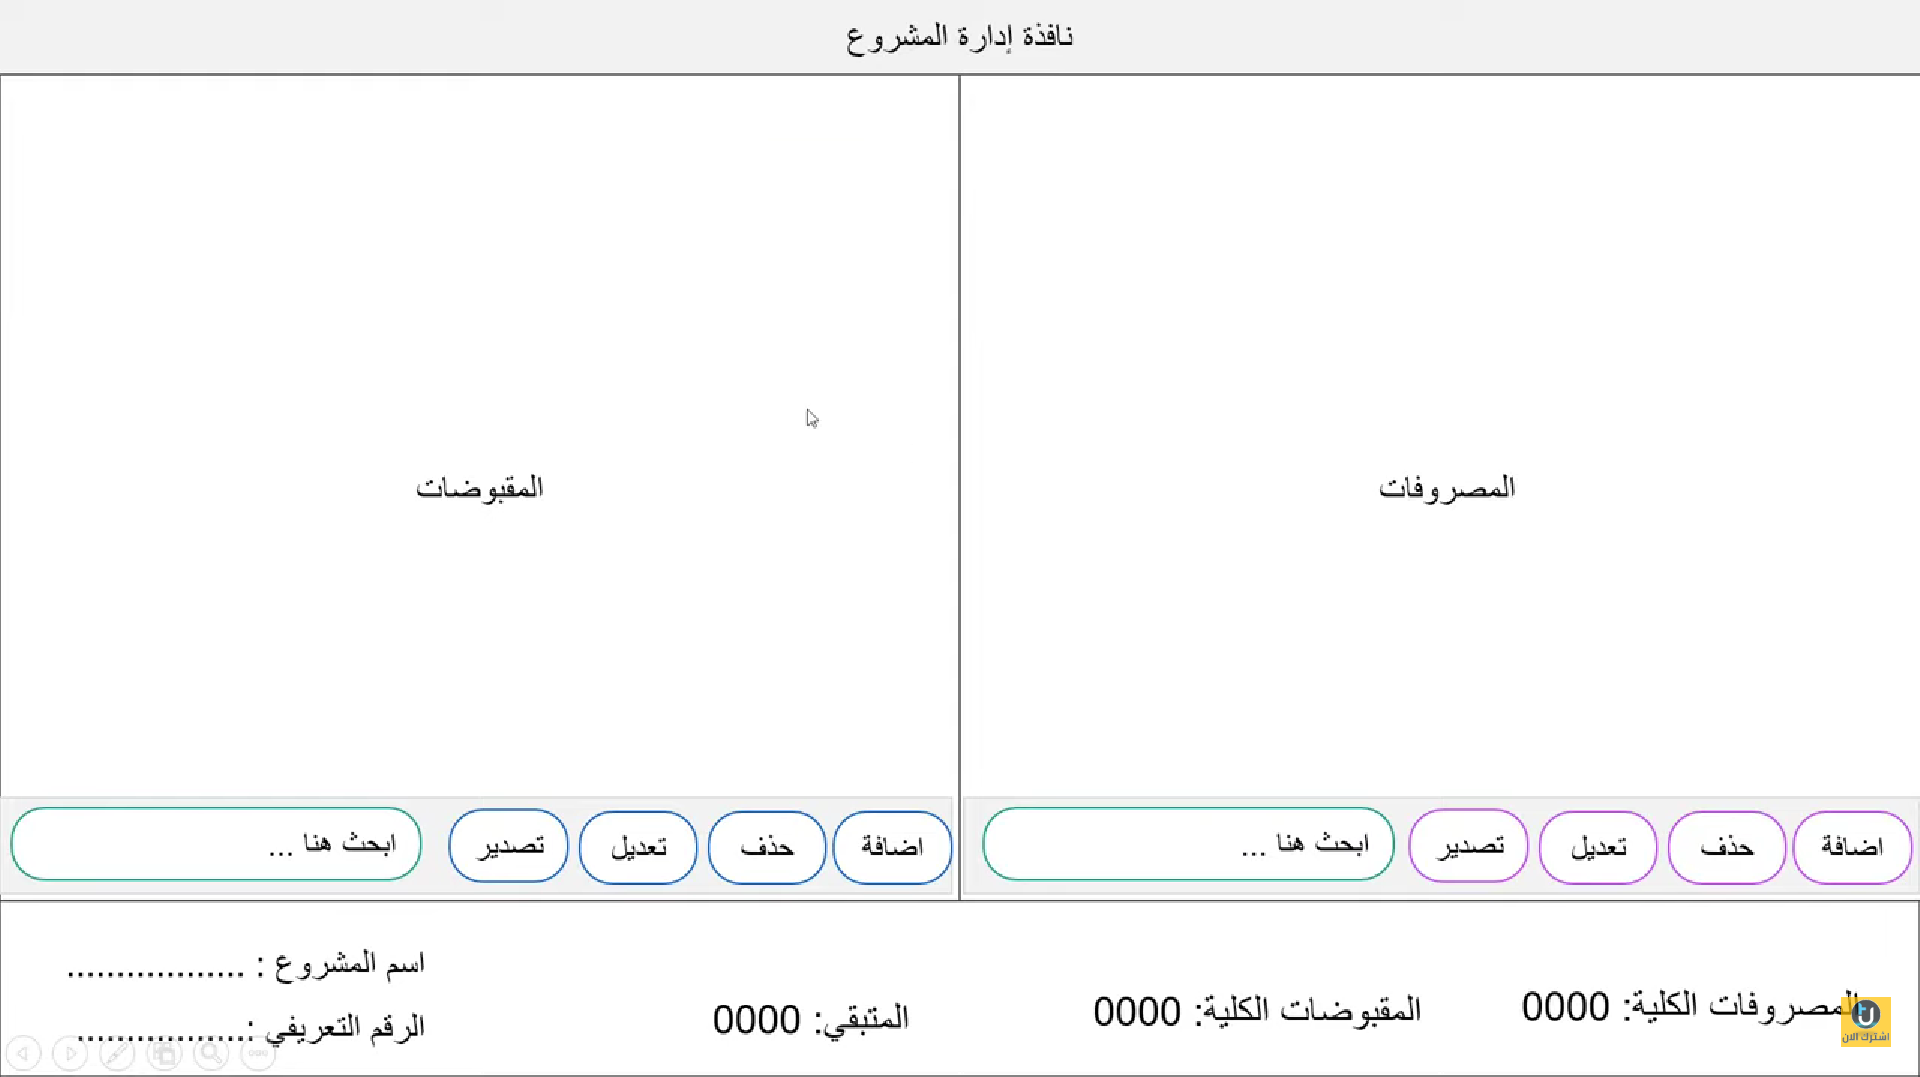 نافذة إدارة المشروع
المصروفات
المقبوضات
اضافة
حذف
تعديل
تصدير
ابحث هنا ...
اضافة
حذف
تعديل
تصدير
ابحث هنا ...
المصروفات الكلية: 0000
المقبوضات الكلية: 0000
المتبقي: 0000
اسم المشروع : ..................
الرقم التعريفي :.................
اشترك الان